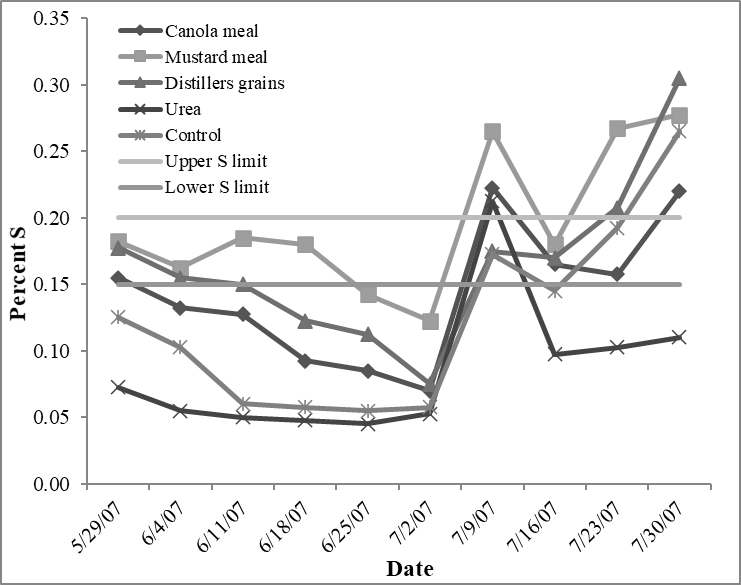 0.35
0.30
0.25
0.20
0.15
0.10
0.05
0.00
Percent S
Canola meal
Mustard meal
Distillers grains
Urea
Control
Upper S limit
Lower S limit
5/29/07
6/4/07
6/11/07
6/18/07
6/25/07
7/2/07
7/9/07
7/16/07
7/23/07
7/30/07
Date